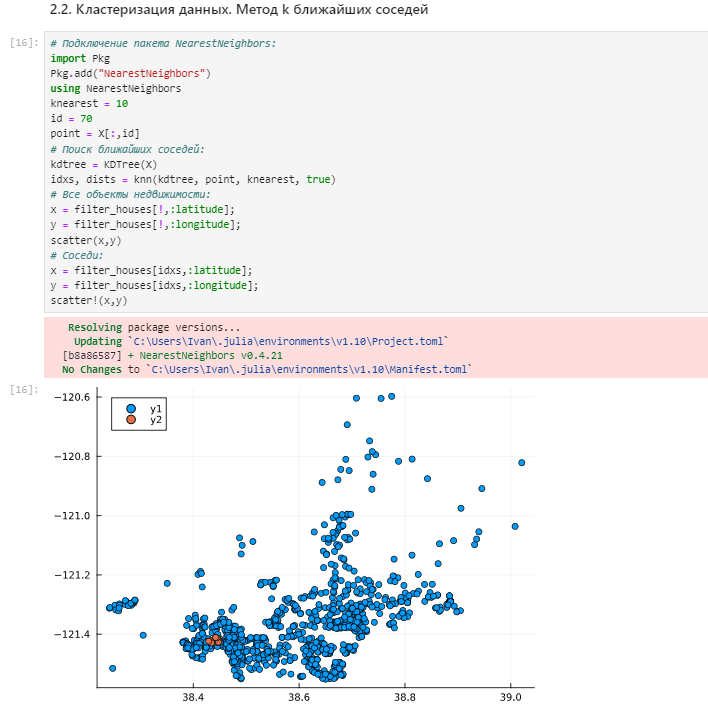 2.2. Кластеризация данных. Метод k ближайших соседей
[16]:
# Подключение пакета NearestNeighbors:
import Pkg
Pkg.add("NearestNeighbors")
using NearestNeighbors
knearest = 10
id = 70
point = X[:,id]
# Поиск ближайших соседей:
kdtree = KDTree(X)
idxs, dists = knn(kdtree, point, knearest, true)
# Все объекты недвижимости:
x = filter_houses[!,:latitude];
y = filter_houses[!,:longitude];
scatter(x,y)
# Соседи:
x = filter_houses[idxs,:latitude];
y = filter_houses[idxs,:longitude];
scatter!(x,y)
Resolving package versions...
Updating `C:\Users\Ivan\.julia\environments\v1.10\Project.toml`
[b8a86587] + NearestNeighbors v0.4.21
No Changes to `C:\Users\Ivan\.julia\environments\v1.10\Manifest.toml`
[16]:
y1
y2
−120.6
−120.8
−121.0
−121.2
−121.4
38.4 38.6 38.8 39.0